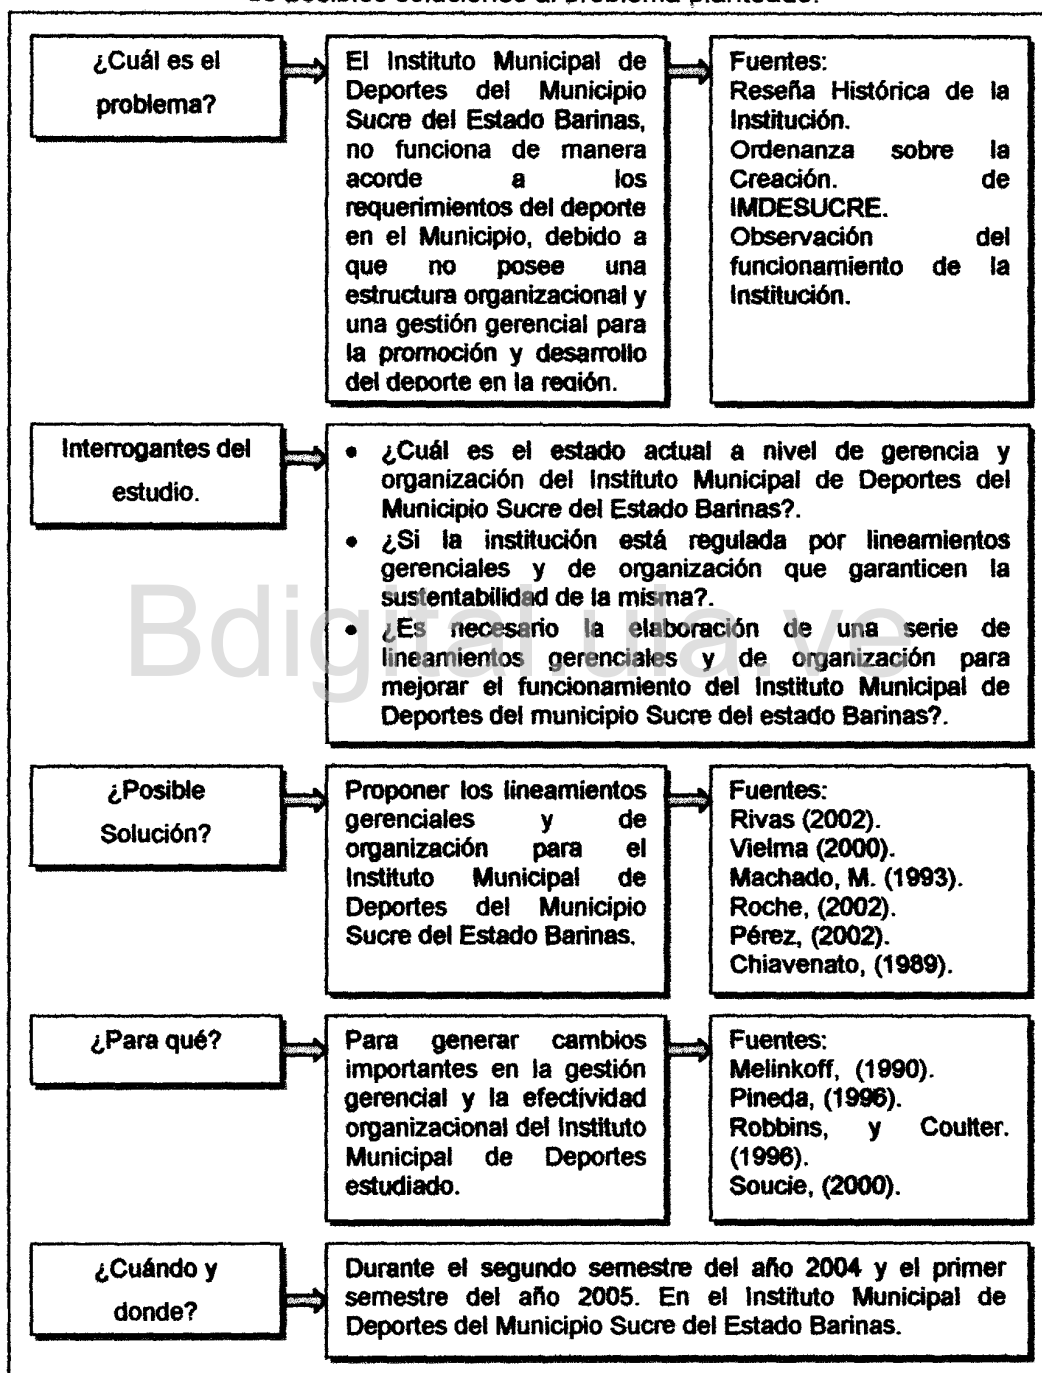 de posibles soluciones al problema planteado.
¿Cuál es el
problema?
El Instituto Municipal de
Deportes del Municipio
Sucre del Estado Barinas,
no funciona de manera
acorde a los
requerimientos del deporte
en el Municipio, debido a
que no posee una
estructura organizacional y
una gestión gerencial para
la promoción y desarrollo
del deporte en la región.
Fuentes:
Reseña Histórica de la
Institución.
Ordenanza sobre la
Creación. de
IMDESUCRE.
Observación del
funcionamiento de la
Institución.
Interrogantes del
estudio.
• ¿Cuál es el estado actual a nivel de gerencia y
organización del Instituto Municipal de Deportes del
Municipio Sucre del Estado Barinas?.
• ¿Si la institución está regulada por lineamientos
gerenciales y de organización que garanticen la
sustentabilidad de la misma?.
• ¿Es necesario la elaboración de una serie de
lineamientos gerenciales y de organización para
mejorar el funcionamiento del Instituto Municipal de
Deportes del municipio Sucre del estado Barinas?.
Bdigital.ula.ve
¿Posible
Solución?
Proponer los lineamientos
gerenciales y de
organización para el
Instituto Municipal de
Deportes del Municipio
Sucre del Estado Barinas.
Fuentes:
Rivas (2002).
Vielma (2000).
Machado, M. (1993).
Roche, (2002).
Pérez, (2002).
Chiavenato, (1989).
¿Para qué?
Para generar cambios
importantes en la gestión
gerencial y la efectividad
organizacional del Instituto
Municipal de Deportes
estudiado.
Fuentes:
Melinkoff, (1990).
Pineda, (1996).
Robbins, y Coulter.
(1996).
Soucie, (2000).
¿Cuándo y
donde?
Durante el segundo semestre del año 2004 y el primer
semestre del año 2005. En el Instituto Municipal de
Deportes del Municipio Sucre del Estado Barinas.